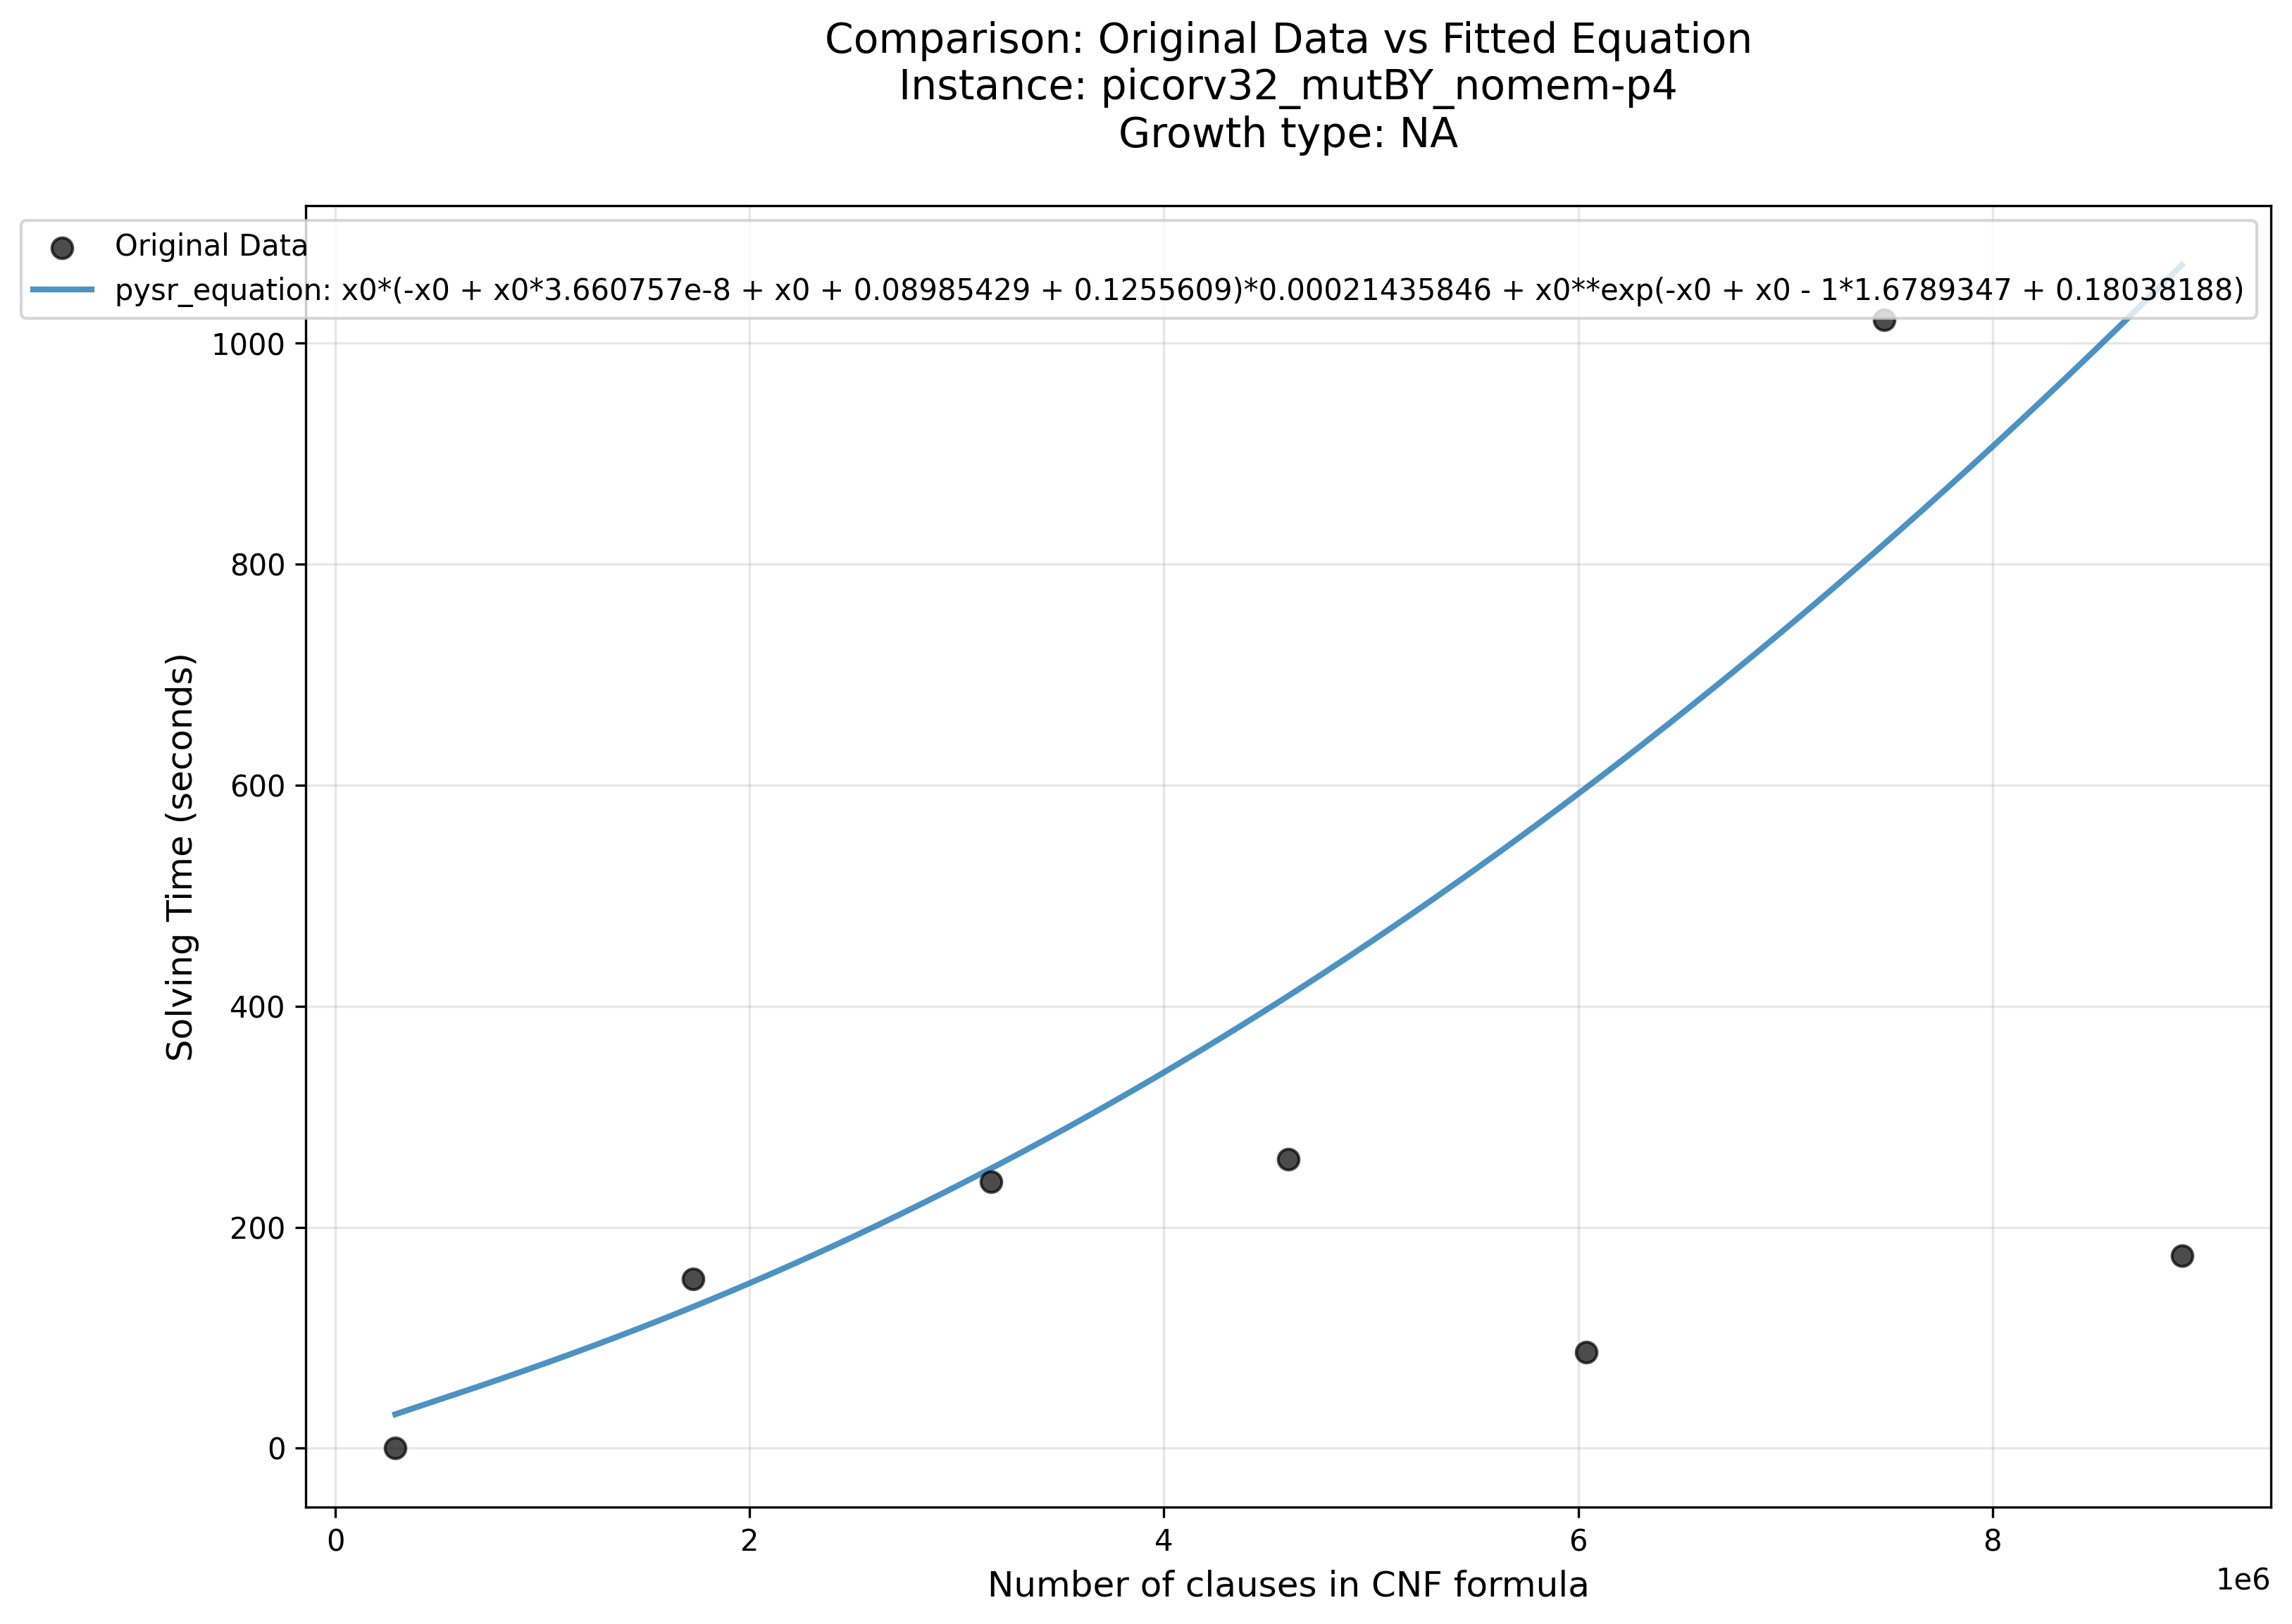 Comparison: Original Data vs Fitted Equation
Instance: picorv32_mutBY_nomem-p4
Growth type: NA
Original Data
pysr_equation: x0*(-x0 + x0*3.660757e-8 + x0 + 0.08985429 + 0.1255609)*0.00021435846 + x0**exp(-x0 + x0 - 1*1.6789347 + 0.18038188)
1000
800
600
400
200
0
Solving Time (seconds)
0
2
4
6
8
1e6
Number of clauses in CNF formula